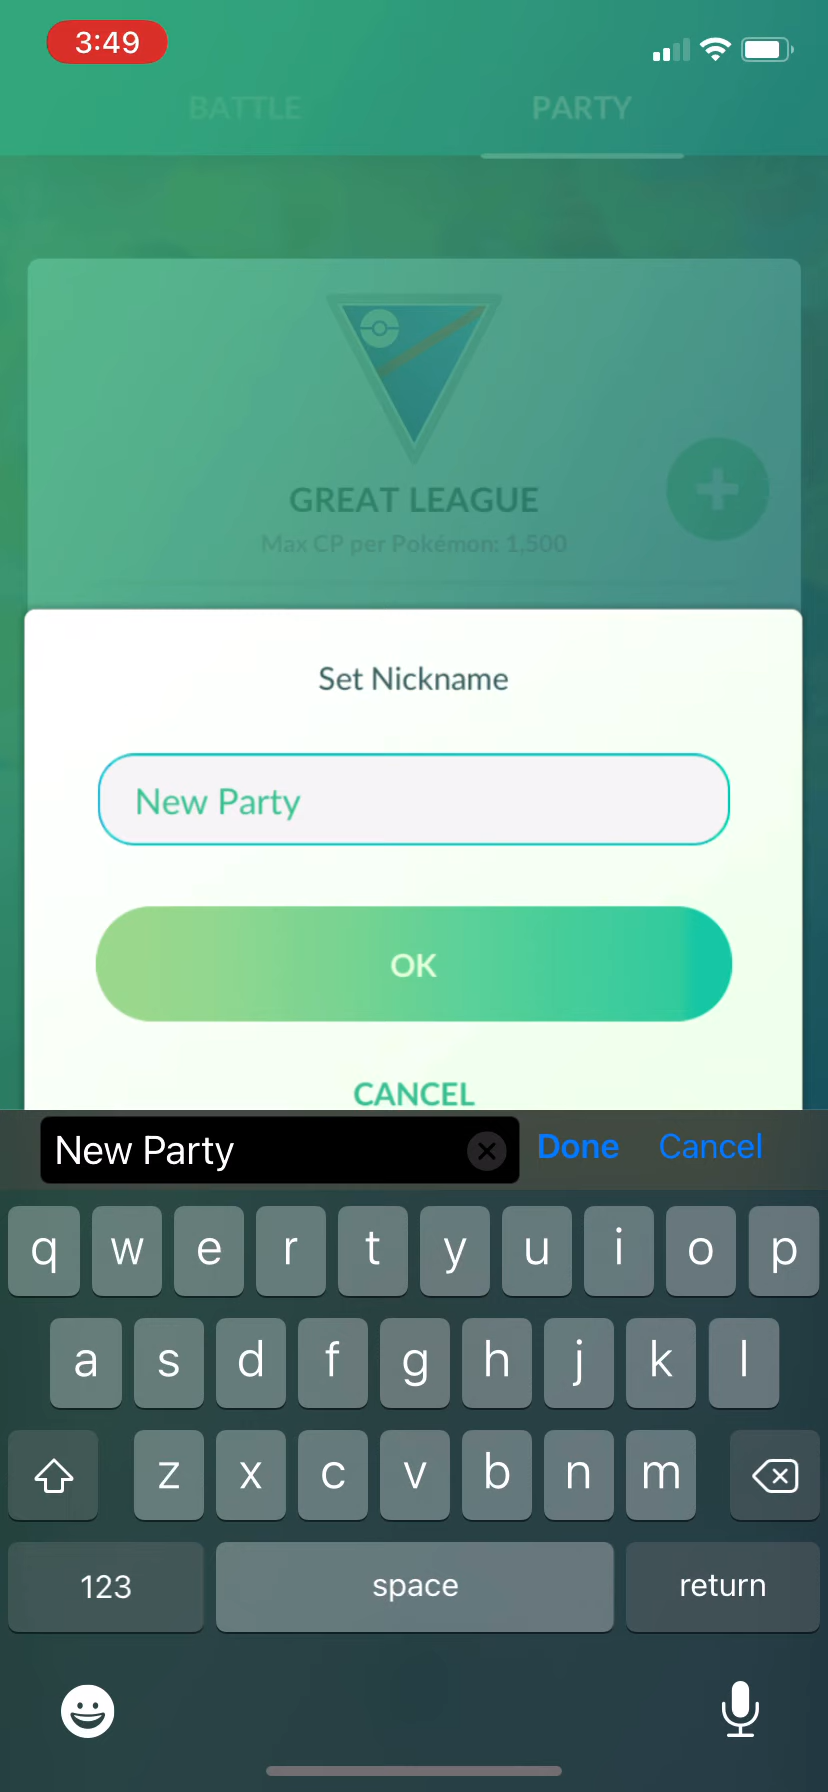 3:49
BATTLE PARTY
GREAT LEAGUE
Max CP per Pokémon: 1,500
Set Nickname
New Party
OK
CANCEL
New Party Done Cancel
q w e r t y u i o p
a s d f g h j k l
z x c v b n m
123 space return